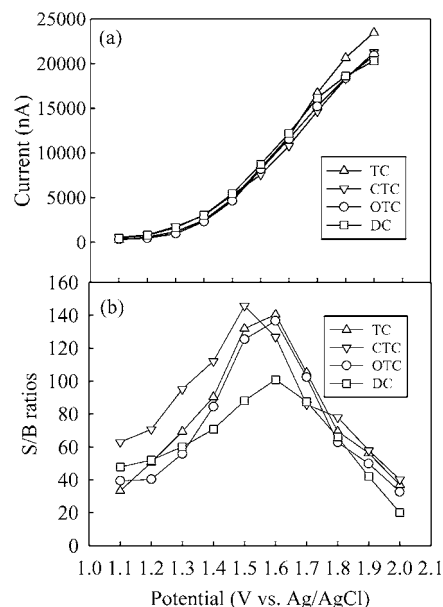 (a)
25000
20000
15000
10000
5000
0
Current (nA)
TC
CTC
OTC
DC
(b)
160
140
120
100
80
60
40
20
0
S/B ratios
TC
CTC
OTC
DC
1.0 1.1 1.2 1.3 1.4 1.5 1.6 1.7 1.8 1.9 2.0 2.1
Potential (V vs. Ag/AgCl)